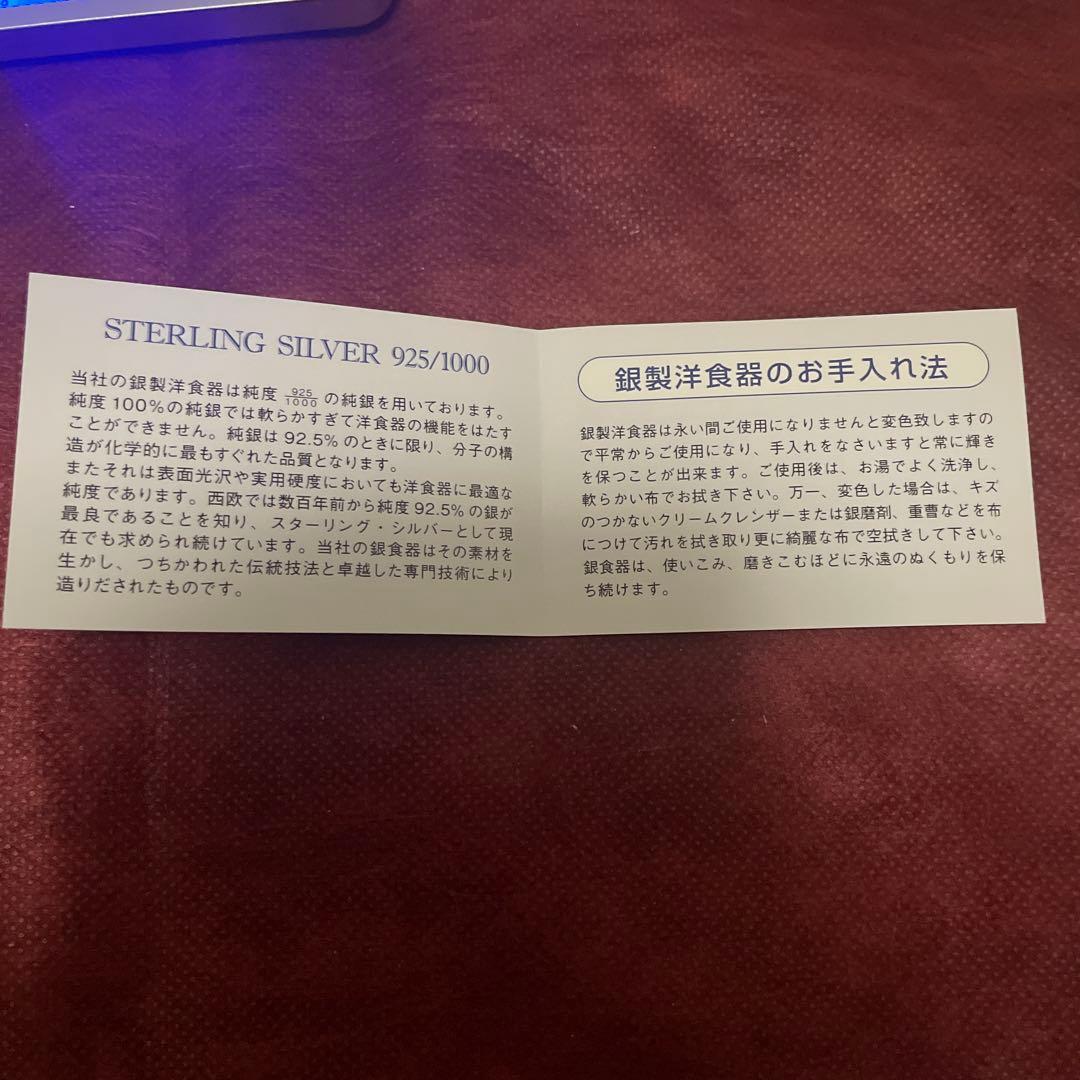 STERLING SILVER 925/1000
当社の銀製洋食器は純度 925/1000 の純銀を用いております。
純度100％の純銀では軟らかすぎて洋食器の機能をはたす
ことができません。純銀は92.5％のときに限り、分子の構
造が化学的に最もすぐれた品質となります。
またそれは表面光沢や実用硬度においても洋食器に最適な
純度であります。西欧では数百年前から純度92.5％の銀が
最良であることを知り、スターリング・シルバーとして現
在でも求められ続けています。当社の銀食器はその素材を
生かし、つちかわれた伝統技法と卓越した専門技術により
造りだされたものです。
銀製洋食器のお手入れ法
銀製洋食器は永い間ご使用になりませんと変色致しますの
で平常からご使用になり、手入れをなさいますと常に輝き
を保つことが出来ます。ご使用後は、お湯でよく洗浄し、
軟らかい布でお拭き下さい。万一、変色した場合は、キズ
のつかないクリームクレンザーまたは銀磨剤、重曹などを布
につけて汚れを拭き取り更に綺麗な布で空拭きして下さい。
銀食器は、使いこみ、磨きこむほどに永遠のぬくもりを保
ち続けます。